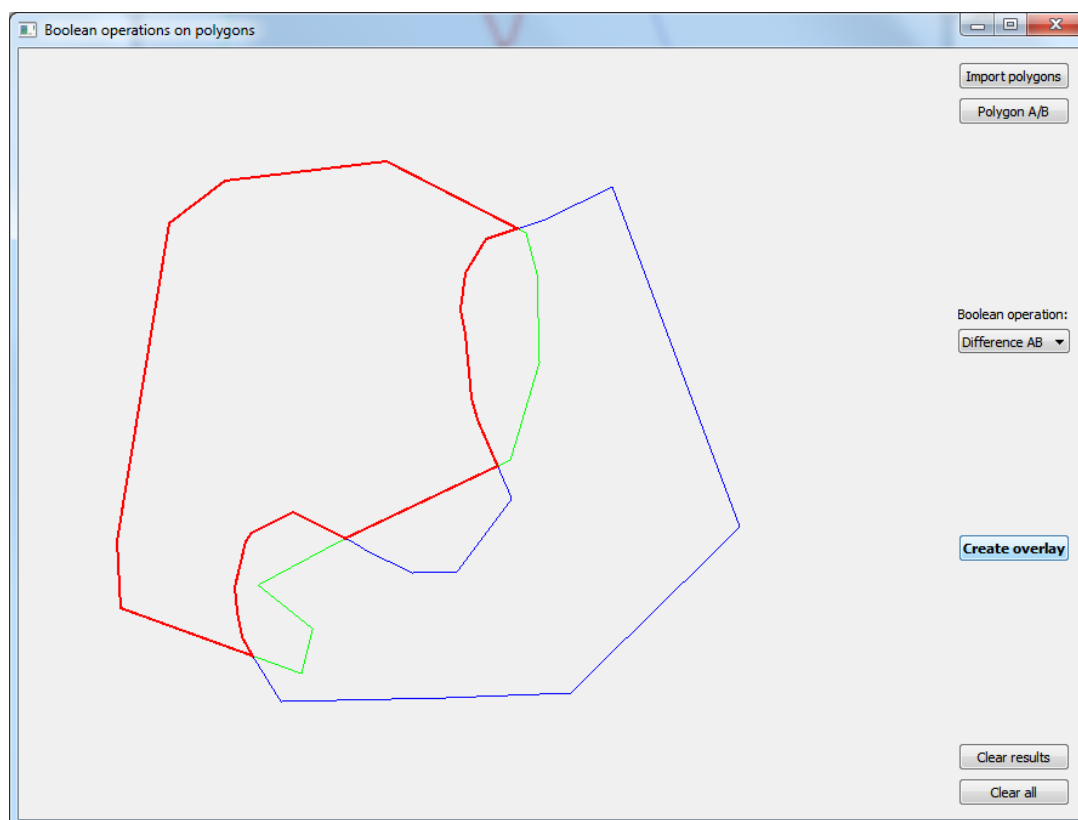 Boolean operations on polygons
Import polygons
Polygon A/B
Boolean operation:
Difference AB
Create overlay
Clear results
Clear all